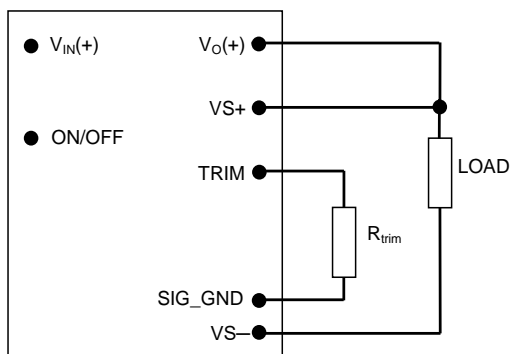 V_IN(+)
V_O(+)
VS+
ON/OFF
TRIM
LOAD
R_trim
SIG_GND
VS─